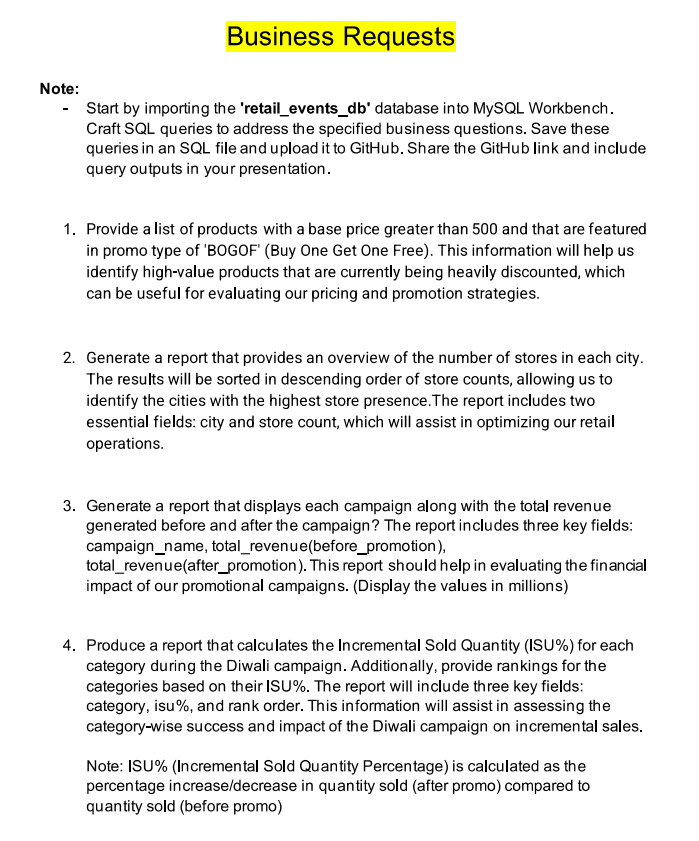 Business Requests
Note:
- Start by importing the 'retail_events_db' database into MySQL Workbench.
Craft SQL queries to address the specified business questions. Save these
queries in an SQL file and upload it to GitHub. Share the GitHub link and include
query outputs in your presentation.
1. Provide a list of products with a base price greater than 500 and that are featured
in promo type of 'BOGOF' (Buy One Get One Free). This information will help us
identify high-value products that are currently being heavily discounted, which
can be useful for evaluating our pricing and promotion strategies.
2. Generate a report that provides an overview of the number of stores in each city.
The results will be sorted in descending order of store counts, allowing us to
identify the cities with the highest store presence.The report includes two
essential fields: city and store count, which will assist in optimizing our retail
operations.
3. Generate a report that displays each campaign along with the total revenue
generated before and after the campaign? The report includes three key fields:
campaign_name, total_revenue(before_promotion),
total_revenue(after_promotion). This report should help in evaluating the financial
impact of our promotional campaigns. (Display the values in millions)
4. Produce a report that calculates the Incremental Sold Quantity (ISU%) for each
category during the Diwali campaign. Additionally, provide rankings for the
categories based on their ISU%. The report will include three key fields:
category, isu%, and rank order. This information will assist in assessing the
category-wise success and impact of the Diwali campaign on incremental sales.
Note: ISU% (Incremental Sold Quantity Percentage) is calculated as the
percentage increase/decrease in quantity sold (after promo) compared to
quantity sold (before promo)